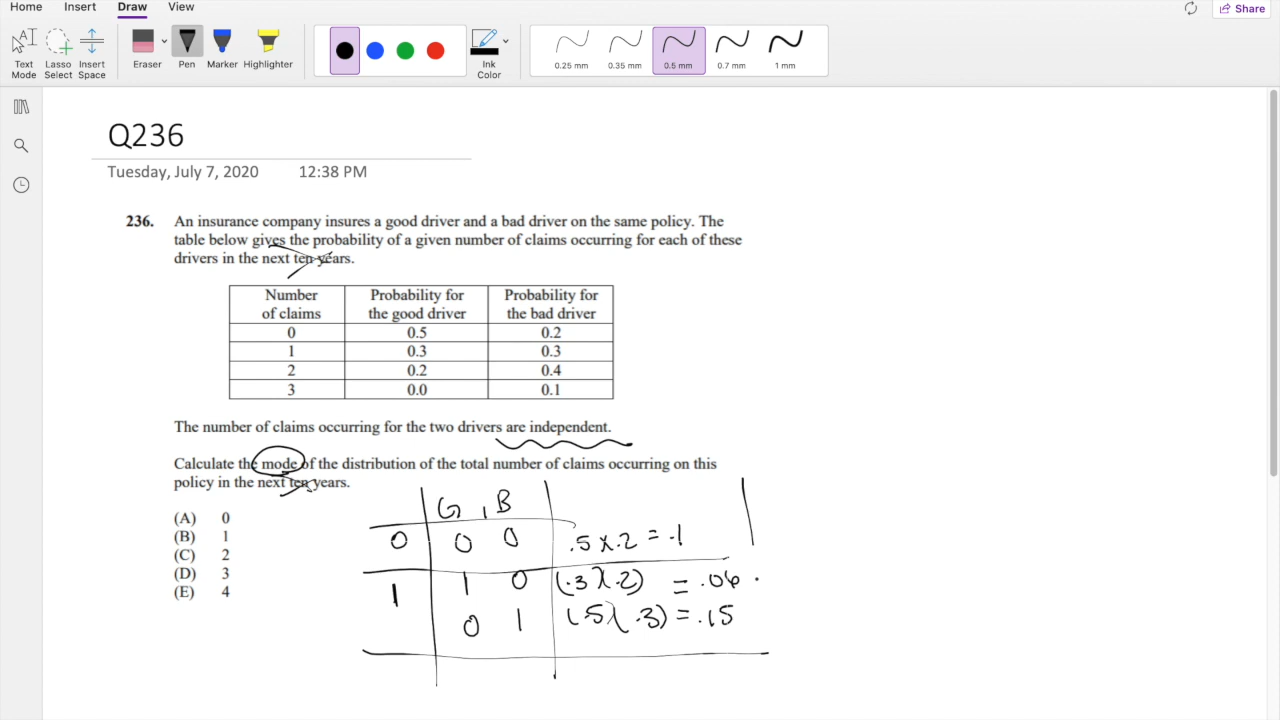 Home Insert Draw View Share
Text Mode Lasso Select Insert Space Eraser Pen Marker Highlighter Ink Color 0.25 mm 0.35 mm 0.5 mm 0.7 mm 1 mm
Q236
Tuesday, July 7, 2020 12:38 PM
236. An insurance company insures a good driver and a bad driver on the same policy. The
table below gives the probability of a given number of claims occurring for each of these
drivers in the next ten years.
Number of claims Probability for the good driver Probability for the bad driver
0 0.5 0.2
1 0.3 0.3
2 0.2 0.4
3 0.0 0.1
The number of claims occurring for the two drivers are independent.
Calculate the mode of the distribution of the total number of claims occurring on this
policy in the next ten years.
(A) 0
(B) 1
(C) 2
(D) 3
(E) 4
G , B
0 0 0 .5 x .2 = .1
1 1 0 (.3)(.2) = .06
0 1 (.5)(.3) = .15